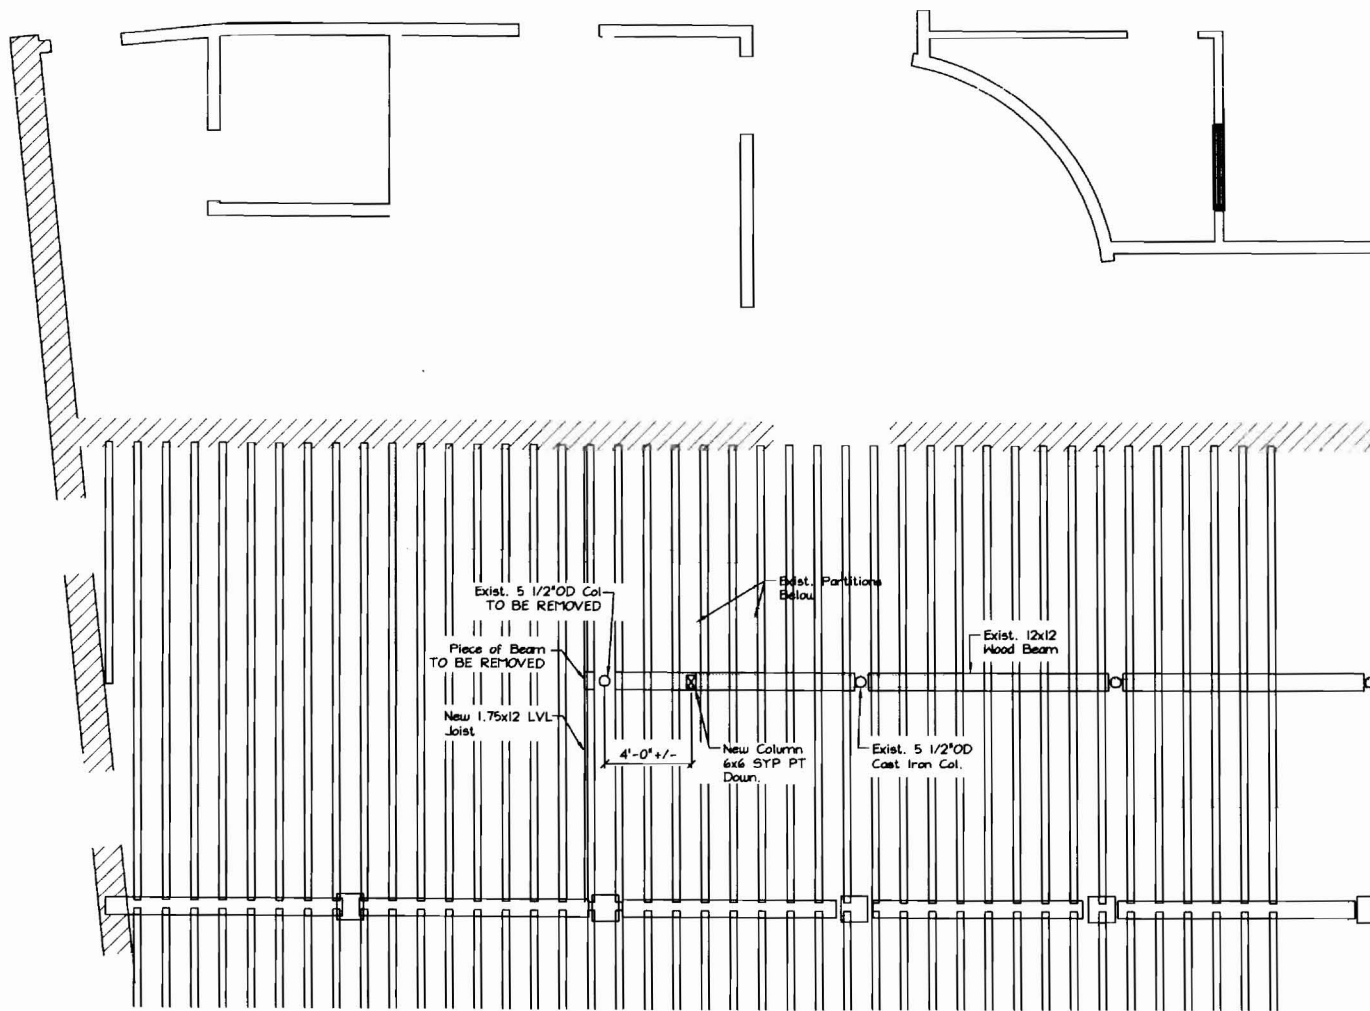 Exist. 5 1/2"OD Col
TO BE REMOVED
Exist. Partitions
Below
Piece of Beam
TO BE REMOVED
Exist. 12x12
Wood Beam
New 1.75x12 LVL
Joist
4'-0"+/-
New Column
6x6 SYP PT
Down.
Exist. 5 1/2"OD
Cast Iron Col.